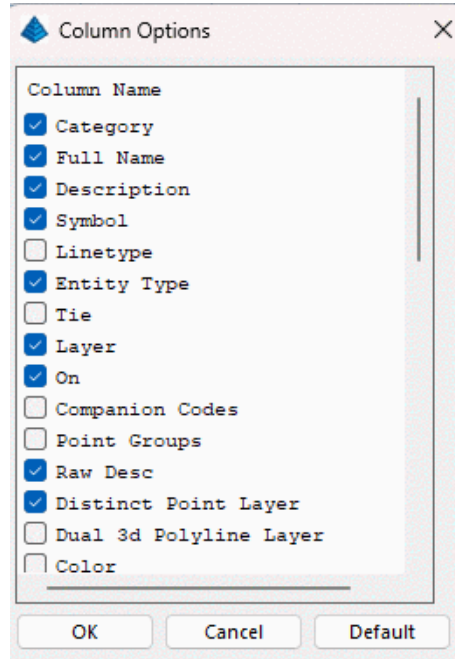 Column Options
Column Name
Category
Full Name
Description
Symbol
Linetype
Entity Type
Tie
Layer
On
Companion Codes
Point Groups
Raw Desc
Distinct Point Layer
Dual 3d Polyline Layer
Color
OK Cancel Default